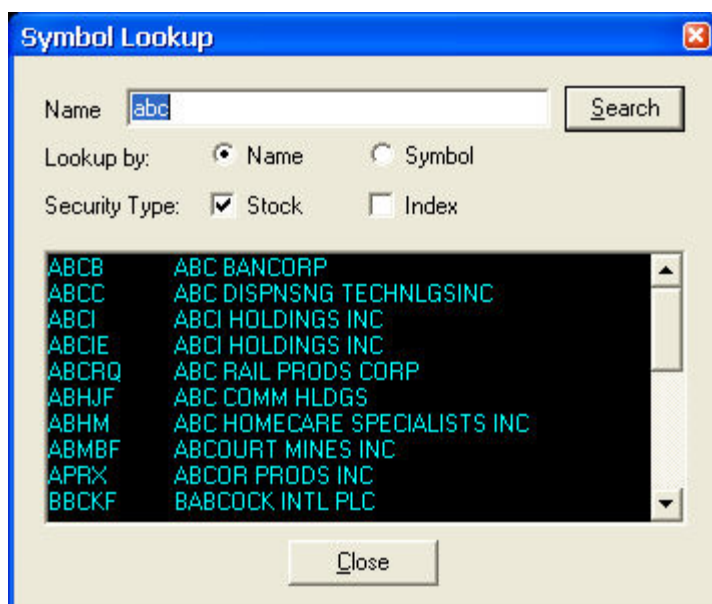 Symbol Lookup
Name abc Search
Lookup by: Name Symbol
Security Type: Stock Index
ABCB ABC BANCORP
ABCC ABC DISPNSNG TECHNLGSINC
ABCI ABCI HOLDINGS INC
ABCIE ABCI HOLDINGS INC
ABCRQ ABC RAIL PRODS CORP
ABHJF ABC COMM HLDGS
ABHM ABC HOMECARE SPECIALISTS INC
ABMBF ABCOURT MINES INC
APRX ABCOR PRODS INC
BBCKF BABCOCK INTL PLC
Close